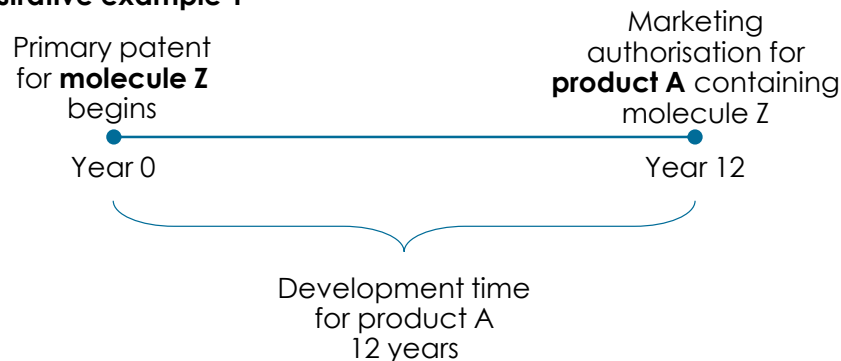 Primary patent
for molecule Z
begins
Marketing
authorisation for
product A containing
molecule Z
Year 0
Year 12
Development time
for product A
12 years